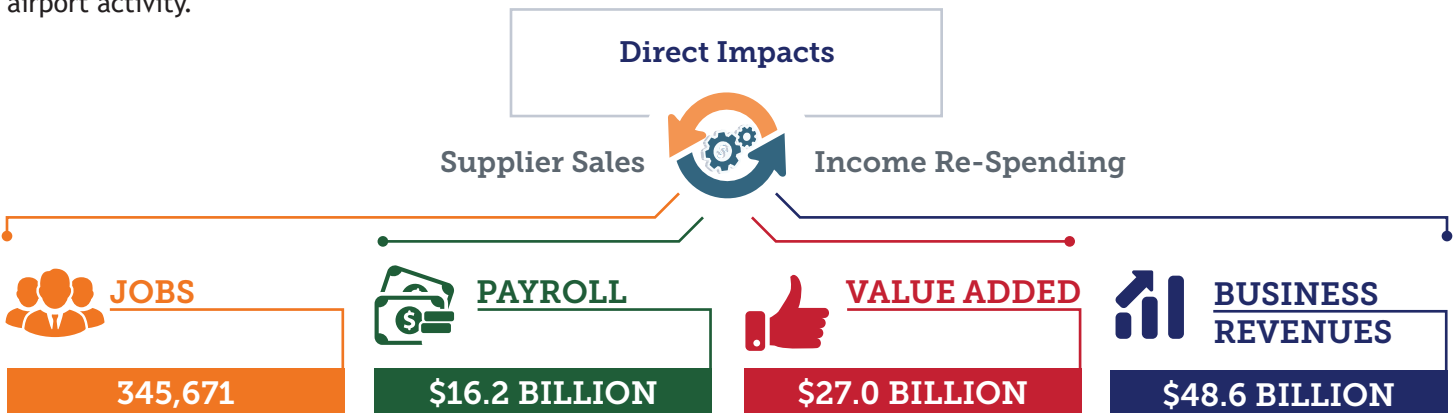 airport activity.
Direct Impacts
Supplier Sales
Income Re-Spending
JOBS
345,671
PAYROLL
$16.2 BILLION
VALUE ADDED
$27.0 BILLION
BUSINESS
REVENUES
$48.6 BILLION